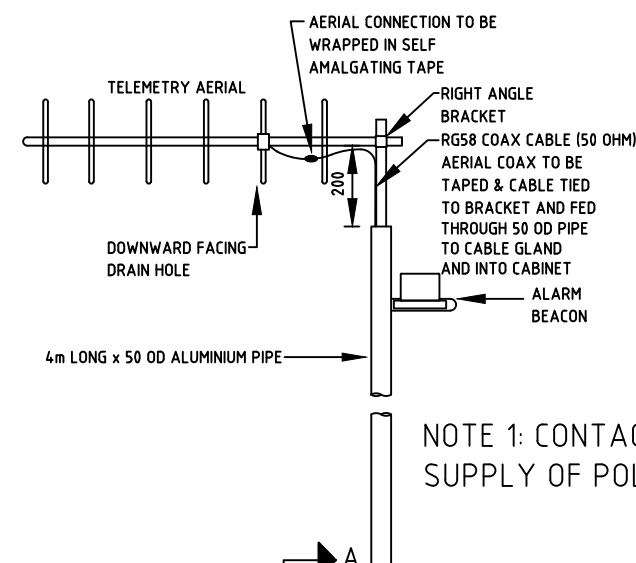 AERIAL CONNECTION TO BE
WRAPPED IN SELF
AMALGATING TAPE
TELEMETRY AERIAL
RIGHT ANGLE
BRACKET
RG58 COAX CABLE (50 OHM)
AERIAL COAX TO BE
TAPED & CABLE TIED
TO BRACKET AND FED
THROUGH 50 OD PIPE
TO CABLE GLAND
AND INTO CABINET
200
DOWNWARD FACING
DRAIN HOLE
ALARM
BEACON
4m LONG x 50 OD ALUMINIUM PIPE
NOTE 1: CONTAC
SUPPLY OF POL
A